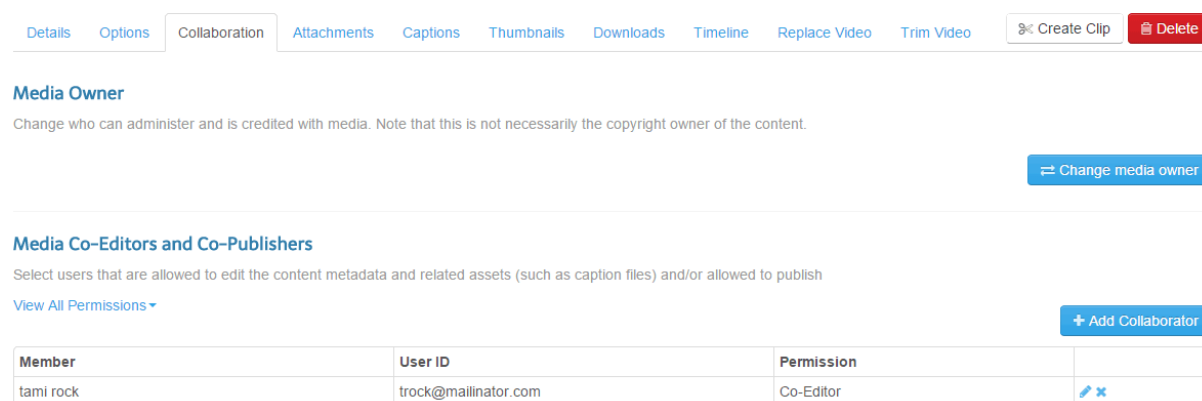 Details Options Collaboration Attachments Captions Thumbnails Downloads Timeline Replace Video Trim Video Create Clip Delete
Media Owner
Change who can administer and is credited with media. Note that this is not necessarily the copyright owner of the content.
Change media owner
Media Co-Editors and Co-Publishers
Select users that are allowed to edit the content metadata and related assets (such as caption files) and/or allowed to publish
View All Permissions
+ Add Collaborator
Member User ID Permission
tami rock trock@mailinator.com Co-Editor